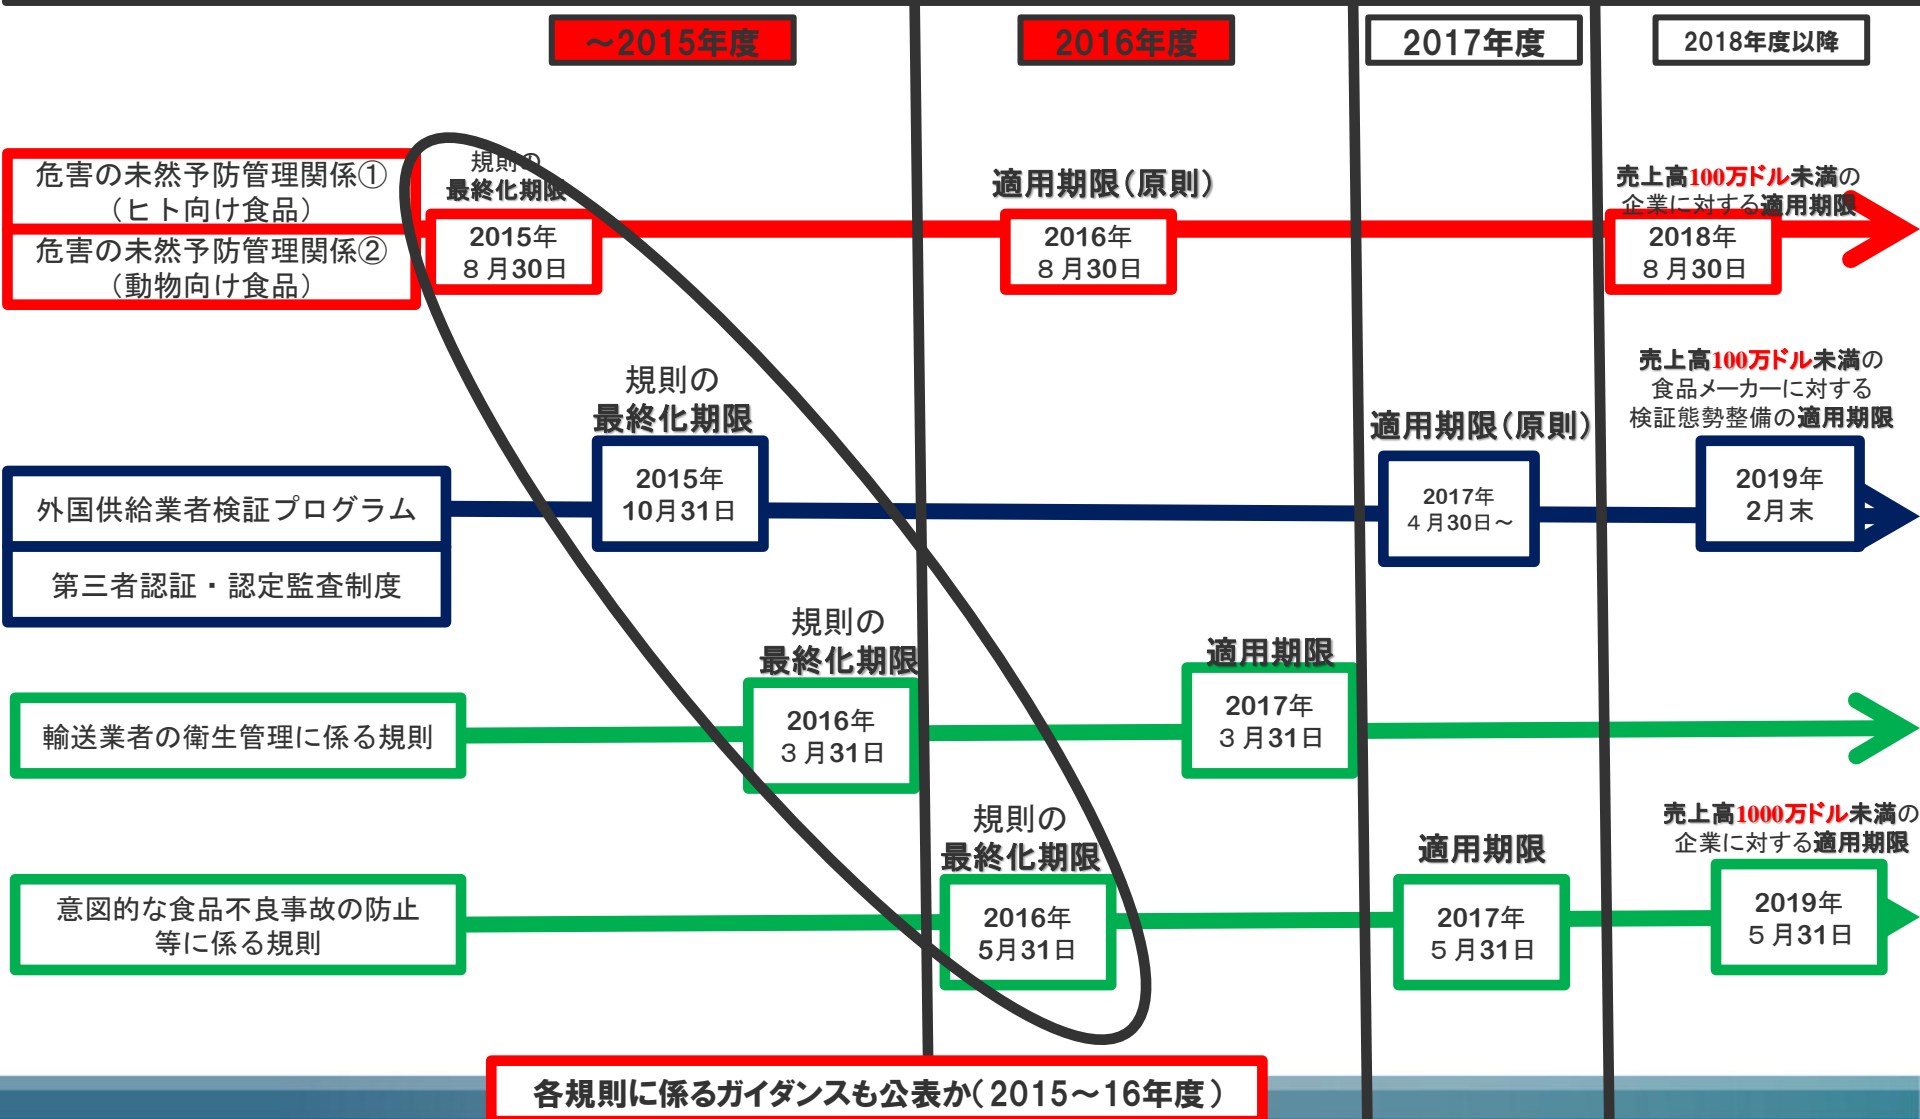 ～2015年度
2016年度
2017年度
2018年度以降
危害の未然予防管理関係①
（ヒト向け食品）
危害の未然予防管理関係②
（動物向け食品）
規則の
最終化期限
2015年
８月30日
適用期限（原則）
2016年
８月30日
売上高100万ドル未満の
企業に対する適用期限
2018年
８月30日
外国供給業者検証プログラム
第三者認証・認定監査制度
規則の
最終化期限
2015年
10月31日
適用期限（原則）
2017年
４月30日～
売上高100万ドル未満の
食品メーカーに対する
検証態勢整備の適用期限
2019年
2月末
輸送業者の衛生管理に係る規則
規則の
最終化期限
2016年
３月31日
適用期限
2017年
３月31日
意図的な食品不良事故の防止
等に係る規則
規則の
最終化期限
2016年
5月31日
適用期限
2017年
５月31日
売上高1000万ドル未満の
企業に対する適用期限
2019年
５月31日
各規則に係るガイダンスも公表か（2015～16年度）